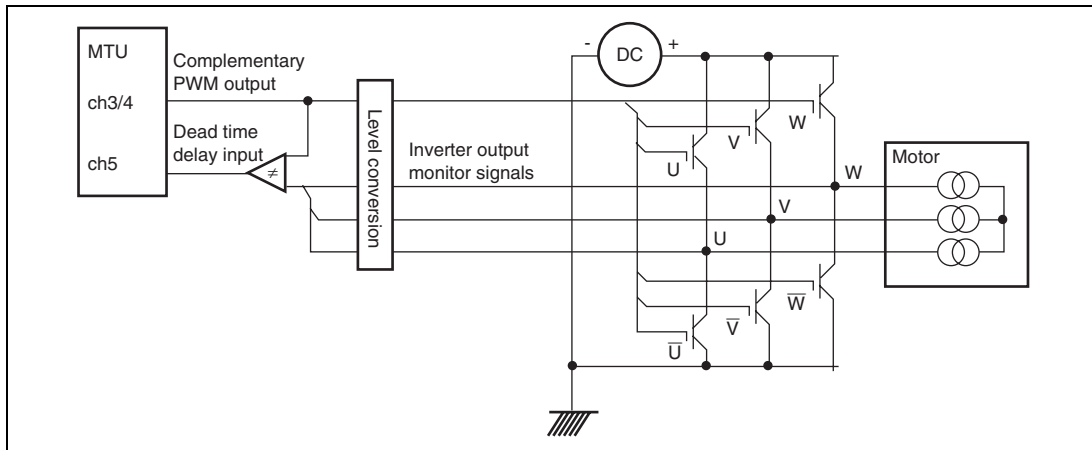 MTU
Complementary
PWM output
ch3/4
Dead time
delay input
ch5
≠
Level conversion
Inverter output
monitor signals
- DC +
W
V
U
W
V
U
Motor
W̅
V̅
U̅